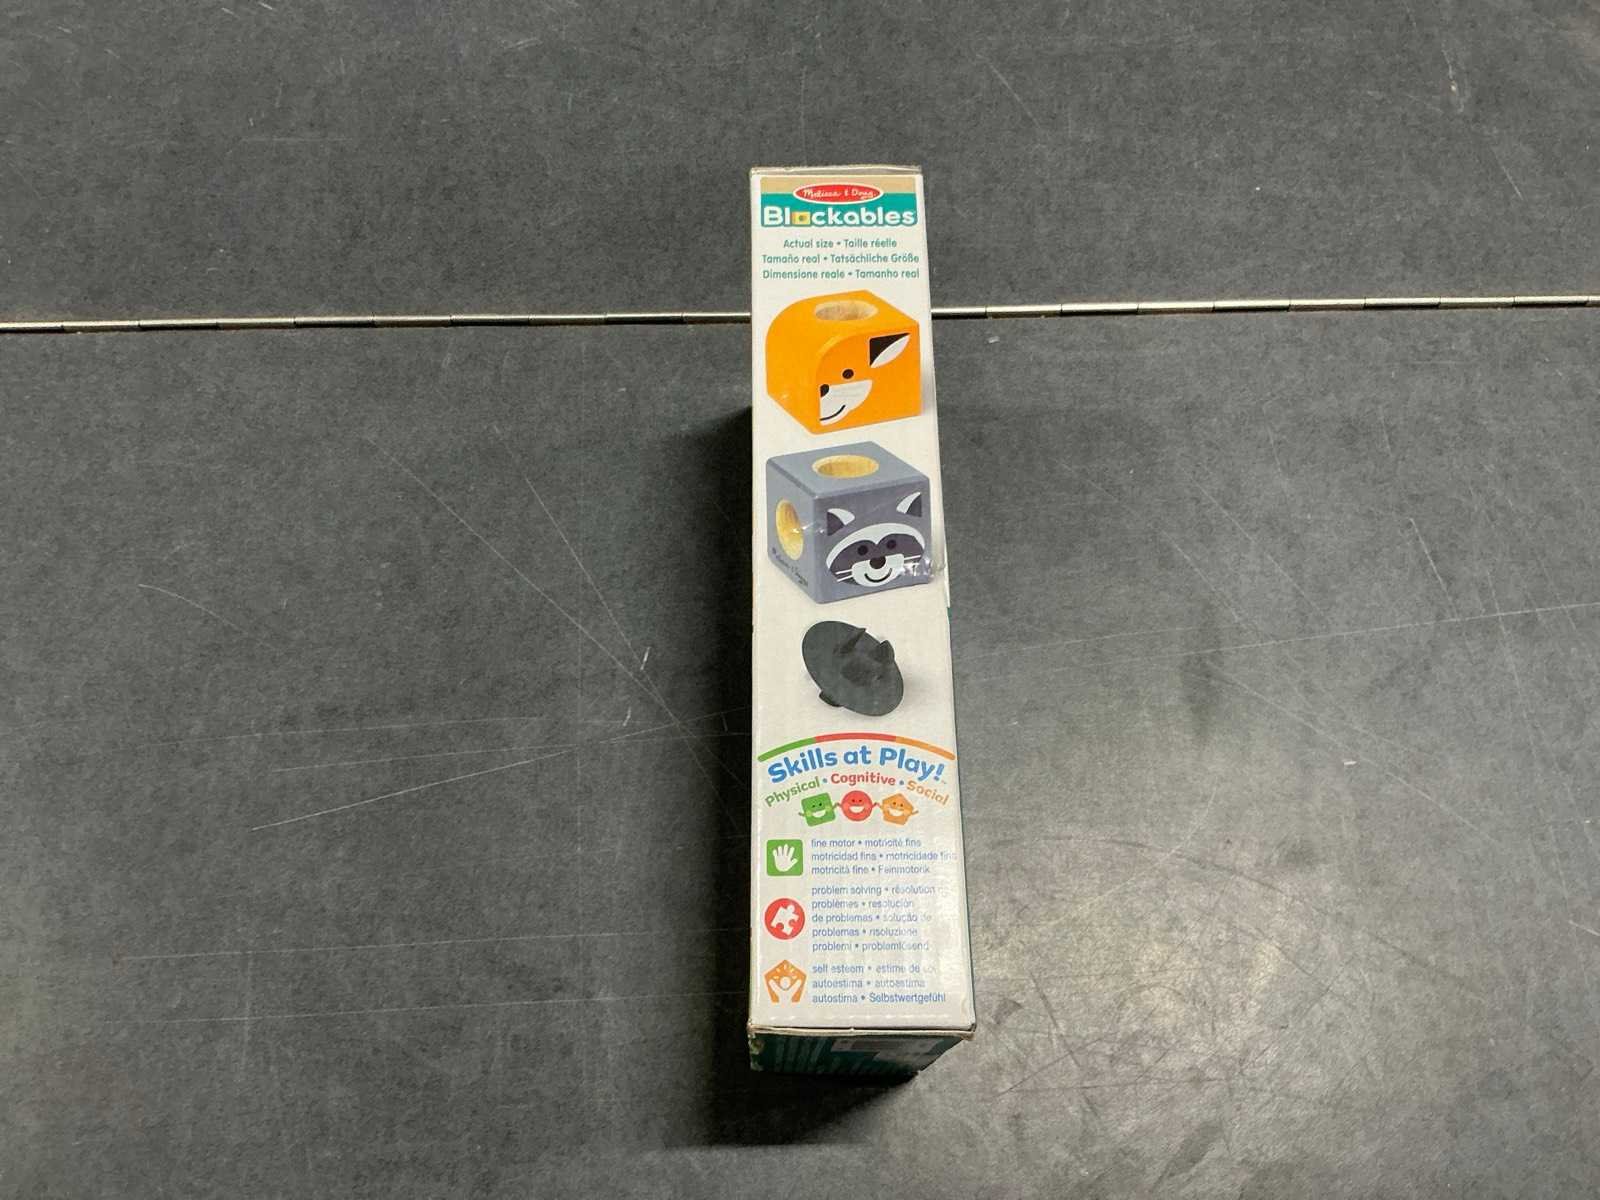 Melissa & Doug
Blockables
Actual size • Taille réelle
Tamaño real • Tatsächliche Größe
Dimensione reale • Tamanho real
Skills at Play!
Physical • Cognitive • Social
fine motor • motricité fine
motricidad fina • motricidade fina
motricità fine • Feinmotorik
problem solving • résolution de
problèmes • resolución
de problemas • solução de
problemas • risoluzione
problemi • problemlösend
self esteem • estime de soi
autoestima • autoestima
autostima • Selbstwertgefühl